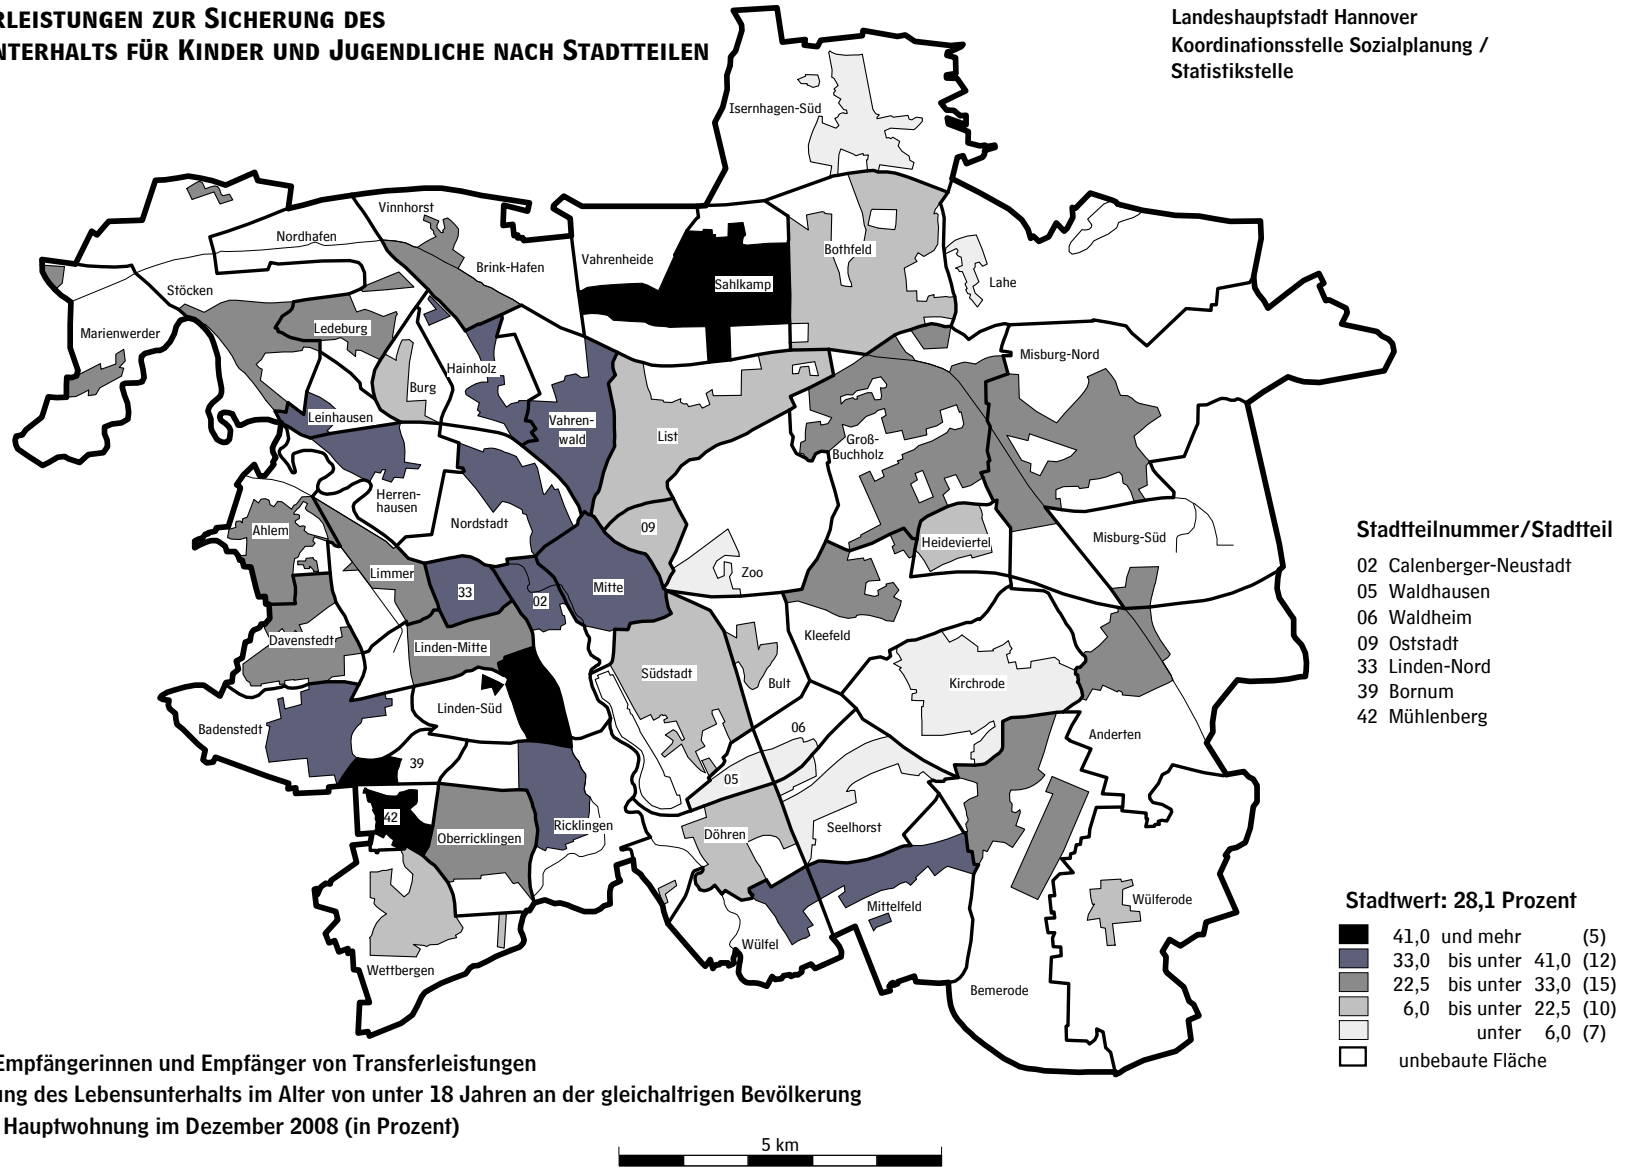 RLEISTUNGEN ZUR SICHERUNG DES
NTERHALTS FÜR KINDER UND JUGENDLICHE NACH STADTTEILEN
Landeshauptstadt Hannover
Koordinationsstelle Sozialplanung /
Statistikstelle
Isernhagen-Süd
Vinnhorst
Nordhafen
Brink-Hafen
Vahrenheide
Sahlkamp
Bothfeld
Lahe
Stöcken
Marienwerder
Ledeburg
Burg
Hainholz
Leinhausen
Vahren-
wald
List
Groß-
Buchholz
Misburg-Nord
Herren-
hausen
Nordstadt
Ahlem
Limmer
33
02
Mitte
09
Zoo
Heideviertel
Misburg-Süd
Davenstedt
Linden-Mitte
Linden-Süd
Südstadt
Bult
Kleefeld
Kirchrode
Anderten
Badenstedt
39
42
Oberricklingen
Ricklingen
05
06
Döhren
Seelhorst
Mittelfeld
Wülfel
Wettbergen
Bemerode
Wülferode
Stadtteilnummer/Stadtteil
02 Calenberger-Neustadt
05 Waldhausen
06 Waldheim
09 Oststadt
33 Linden-Nord
39 Bornum
42 Mühlenberg
Stadtwert: 28,1 Prozent
41,0 und mehr (5)
33,0 bis unter 41,0 (12)
22,5 bis unter 33,0 (15)
6,0 bis unter 22,5 (10)
unter 6,0 (7)
unbebaute Fläche
Empfängerinnen und Empfänger von Transferleistungen
ung des Lebensunterhalts im Alter von unter 18 Jahren an der gleichaltrigen Bevölkerung
Hauptwohnung im Dezember 2008 (in Prozent)
5 km